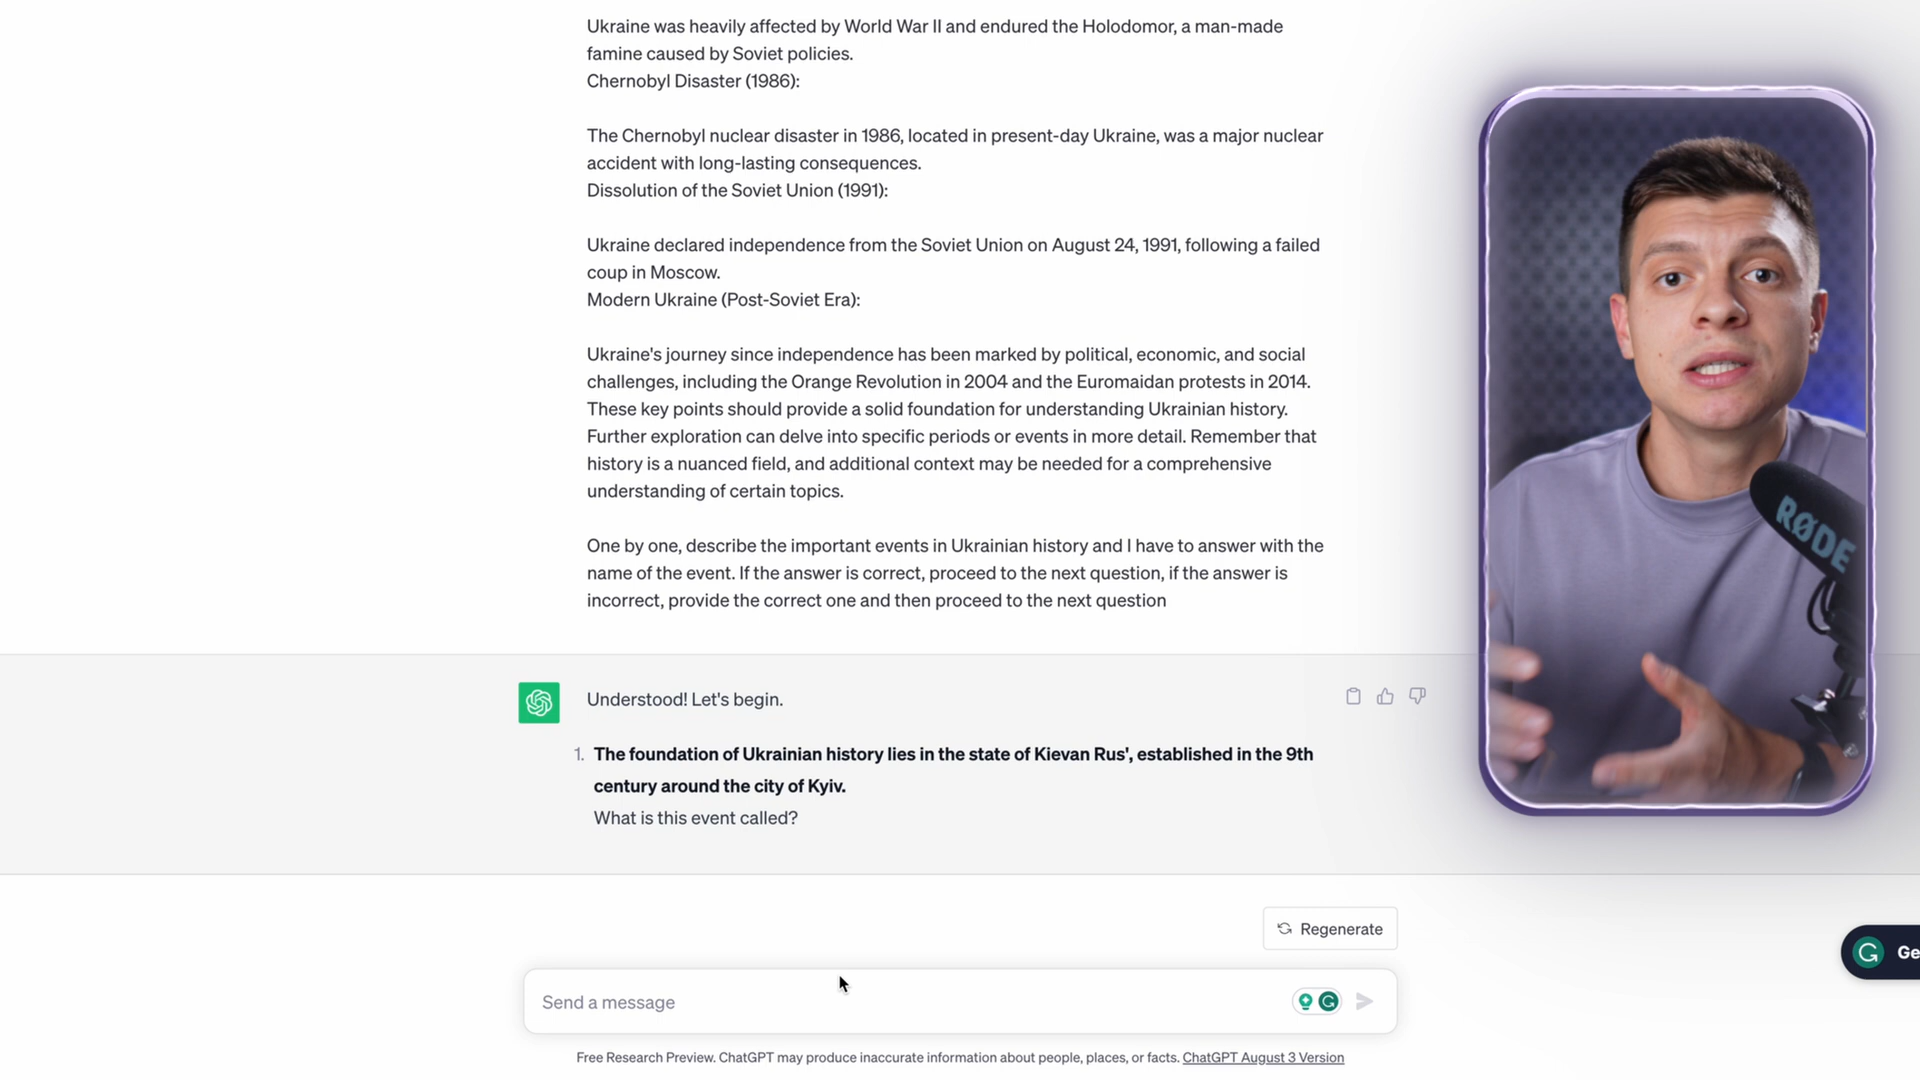 Ukraine was heavily affected by World War II and endured the Holodomor, a man-made
famine caused by Soviet policies.
Chernobyl Disaster (1986):
The Chernobyl nuclear disaster in 1986, located in present-day Ukraine, was a major nuclear
accident with long-lasting consequences.
Dissolution of the Soviet Union (1991):
Ukraine declared independence from the Soviet Union on August 24, 1991, following a failed
coup in Moscow.
Modern Ukraine (Post-Soviet Era):
Ukraine's journey since independence has been marked by political, economic, and social
challenges, including the Orange Revolution in 2004 and the Euromaidan protests in 2014.
These key points should provide a solid foundation for understanding Ukrainian history.
Further exploration can delve into specific periods or events in more detail. Remember that
history is a nuanced field, and additional context may be needed for a comprehensive
understanding of certain topics.
One by one, describe the important events in Ukrainian history and I have to answer with the
name of the event. If the answer is correct, proceed to the next question, if the answer is
incorrect, provide the correct one and then proceed to the next question
Understood! Let's begin.
1. The foundation of Ukrainian history lies in the state of Kievan Rus', established in the 9th
century around the city of Kyiv.
What is this event called?
Regenerate
Send a message
Free Research Preview. ChatGPT may produce inaccurate information about people, places, or facts. ChatGPT August 3 Version
RØDE
Ge